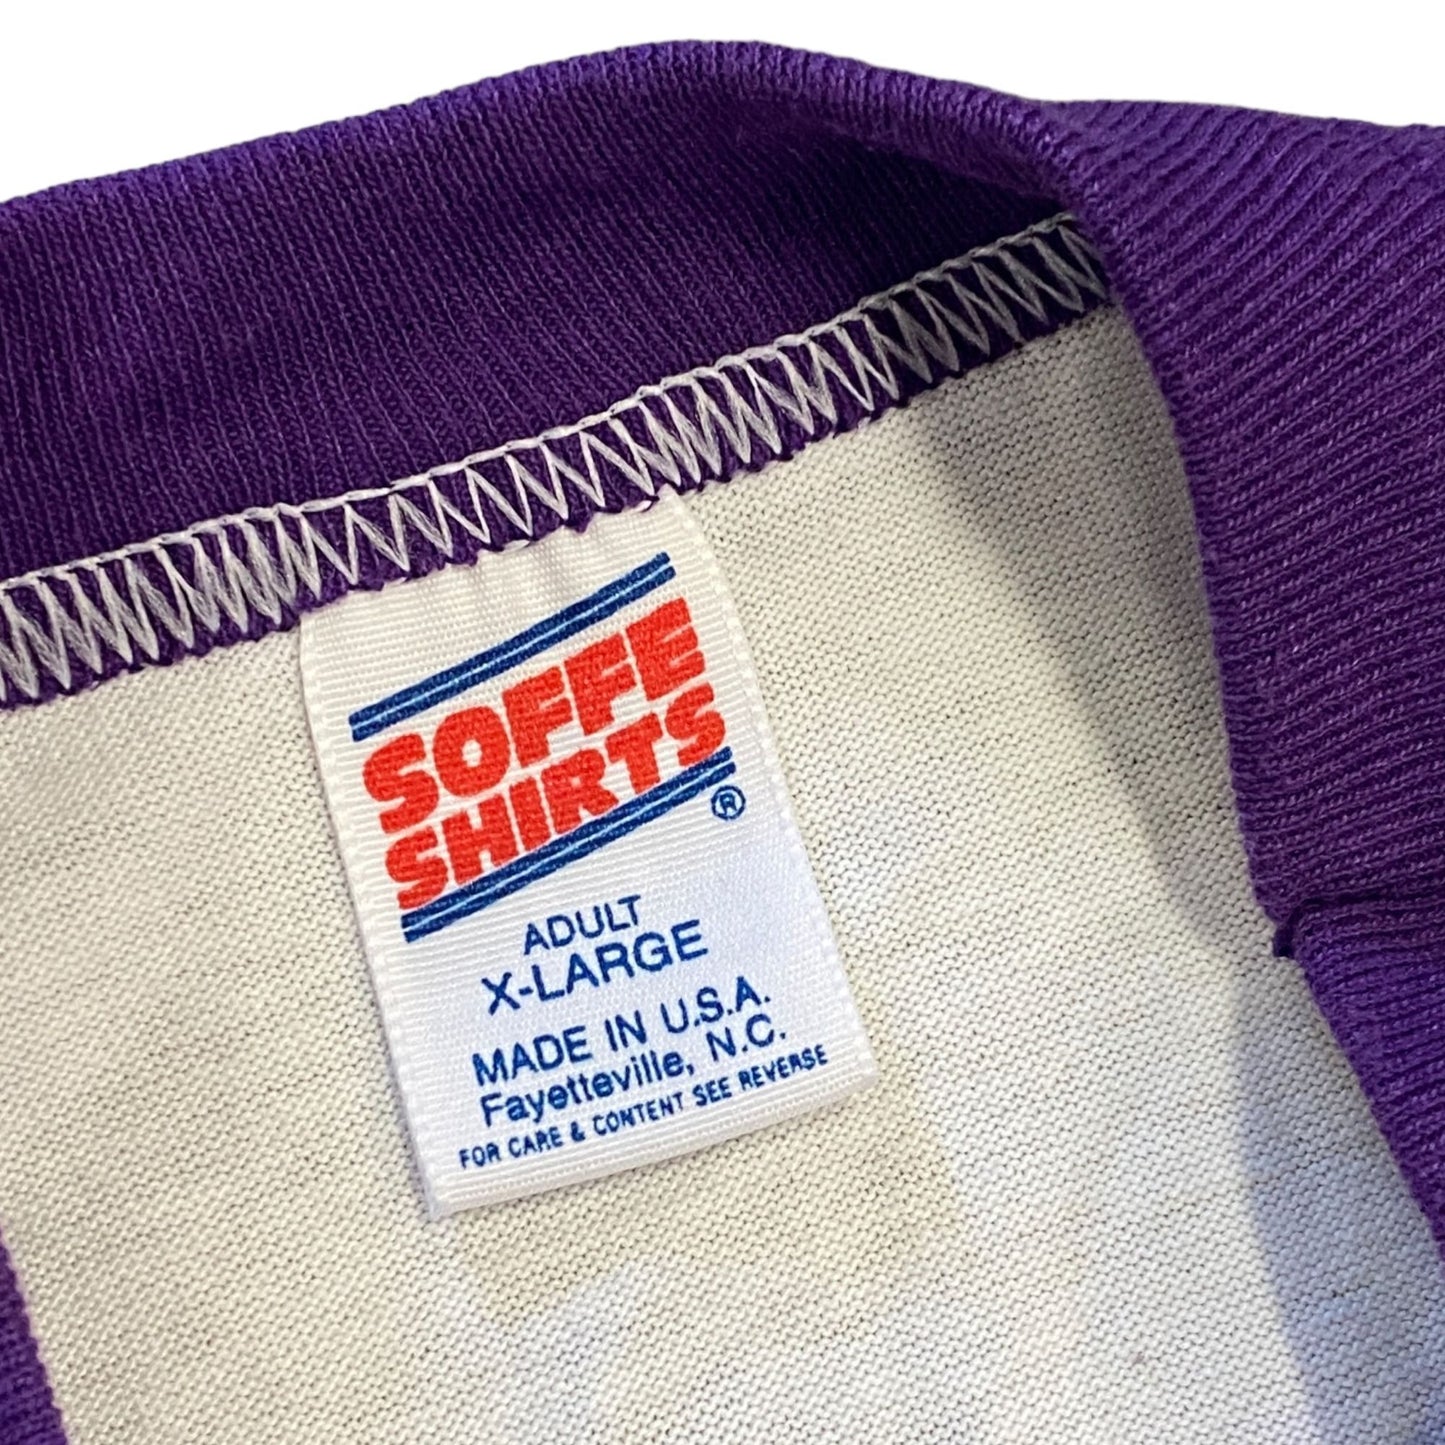 SOFFE
SHIRTS
®
ADULT
X-LARGE
MADE IN U.S.A.
Fayetteville, N.C.
FOR CARE & CONTENT SEE REVERSE